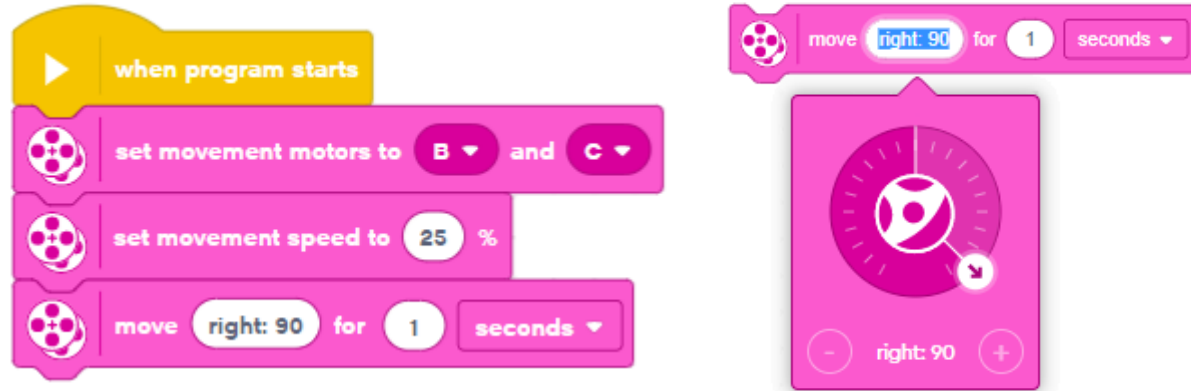 when program starts
set movement motors to B and C
set movement speed to 25 %
move right: 90 for 1 seconds
move right: 90 for 1 seconds
- right: 90 +